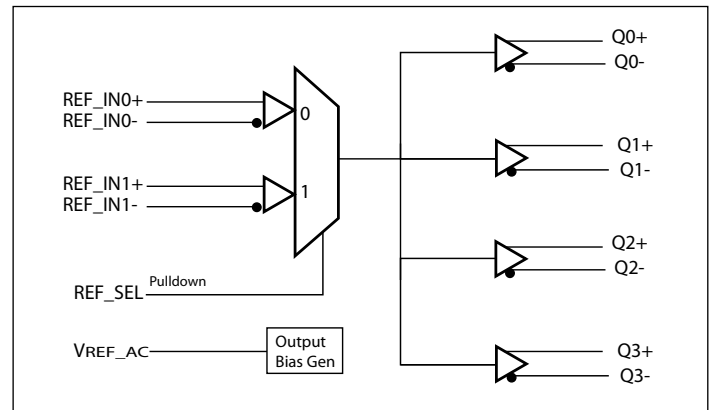 Q0+
Q0-
REF_IN0+
REF_IN0-
0
Q1+
Q1-
REF_IN1+
REF_IN1-
1
Q2+
Q2-
Pulldown
REF_SEL
VREF_AC
Output
Bias Gen
Q3+
Q3-